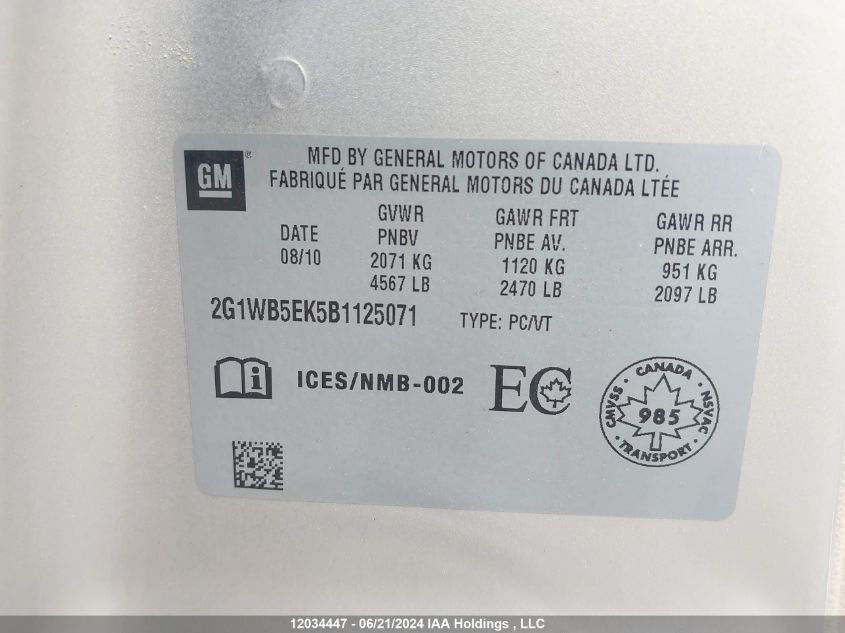 GM ®
MFD BY GENERAL MOTORS OF CANADA LTD.
FABRIQUÉ PAR GENERAL MOTORS DU CANADA LTÉE
DATE
08/10
GVWR
PNBV
2071 KG
4567 LB
GAWR FRT
PNBE AV.
1120 KG
2470 LB
GAWR RR
PNBE ARR.
951 KG
2097 LB
2G1WB5EK5B1125071 TYPE: PC/VT
i ICES/NMB-002 EC
CANADA
CMVSS • NSVAC
985
TRANSPORT
12034447 - 06/21/2024 IAA Holdings , LLC